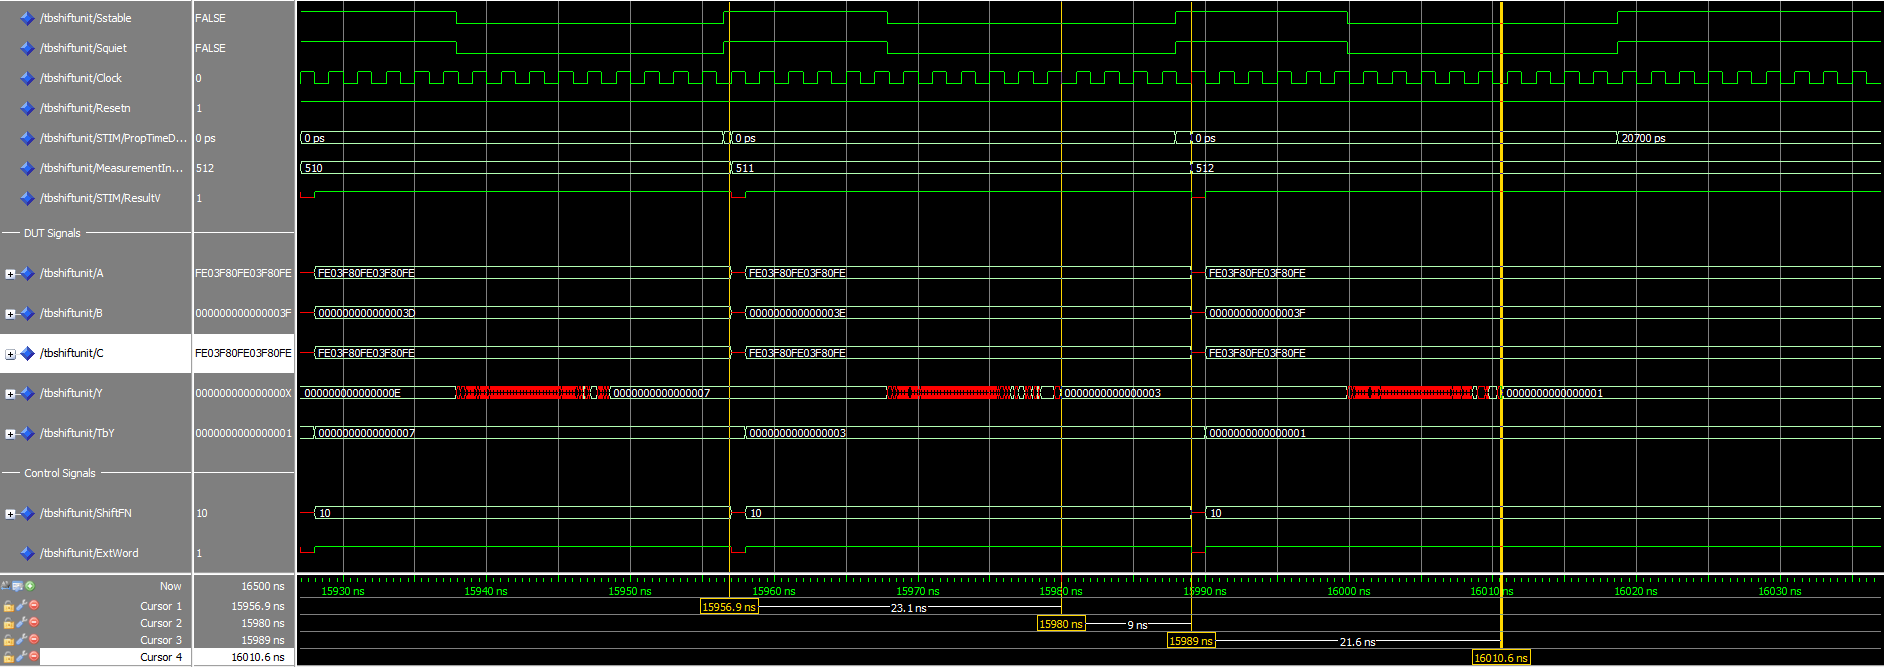 /tbshiftunit/Sstable FALSE
/tbshiftunit/Squiet FALSE
/tbshiftunit/Clock 0
/tbshiftunit/Resetn 1
/tbshiftunit/STIM/PropTimeD... 0 ps 0 ps 0 ps 0 ps 20700 ps
/tbshiftunit/MeasurementIn... 512 510 511 512
/tbshiftunit/STIM/ResultV 1
DUT Signals
/tbshiftunit/A FE03F80FE03F80FE FE03F80FE03F80FE FE03F80FE03F80FE FE03F80FE03F80FE
/tbshiftunit/B 000000000000003F 000000000000003D 000000000000003E 000000000000003F
/tbshiftunit/C FE03F80FE03F80FE FE03F80FE03F80FE FE03F80FE03F80FE FE03F80FE03F80FE
/tbshiftunit/Y 000000000000000X 000000000000000E 0000000000000007 0000000000000003 0000000000000001
/tbshiftunit/TbY 0000000000000001 0000000000000007 0000000000000003 0000000000000001
Control Signals
/tbshiftunit/ShiftFN 10 10 10 10
/tbshiftunit/ExtWord 1
Now 16500 ns 15930 ns 15940 ns 15950 ns 15960 ns 15970 ns 15980 ns 15990 ns 16000 ns 16010 ns 16020 ns 16030 ns
Cursor 1 15956.9 ns 15956.9 ns 23.1 ns
Cursor 2 15980 ns 15980 ns 9 ns
Cursor 3 15989 ns 15989 ns 21.6 ns
Cursor 4 16010.6 ns 16010.6 ns